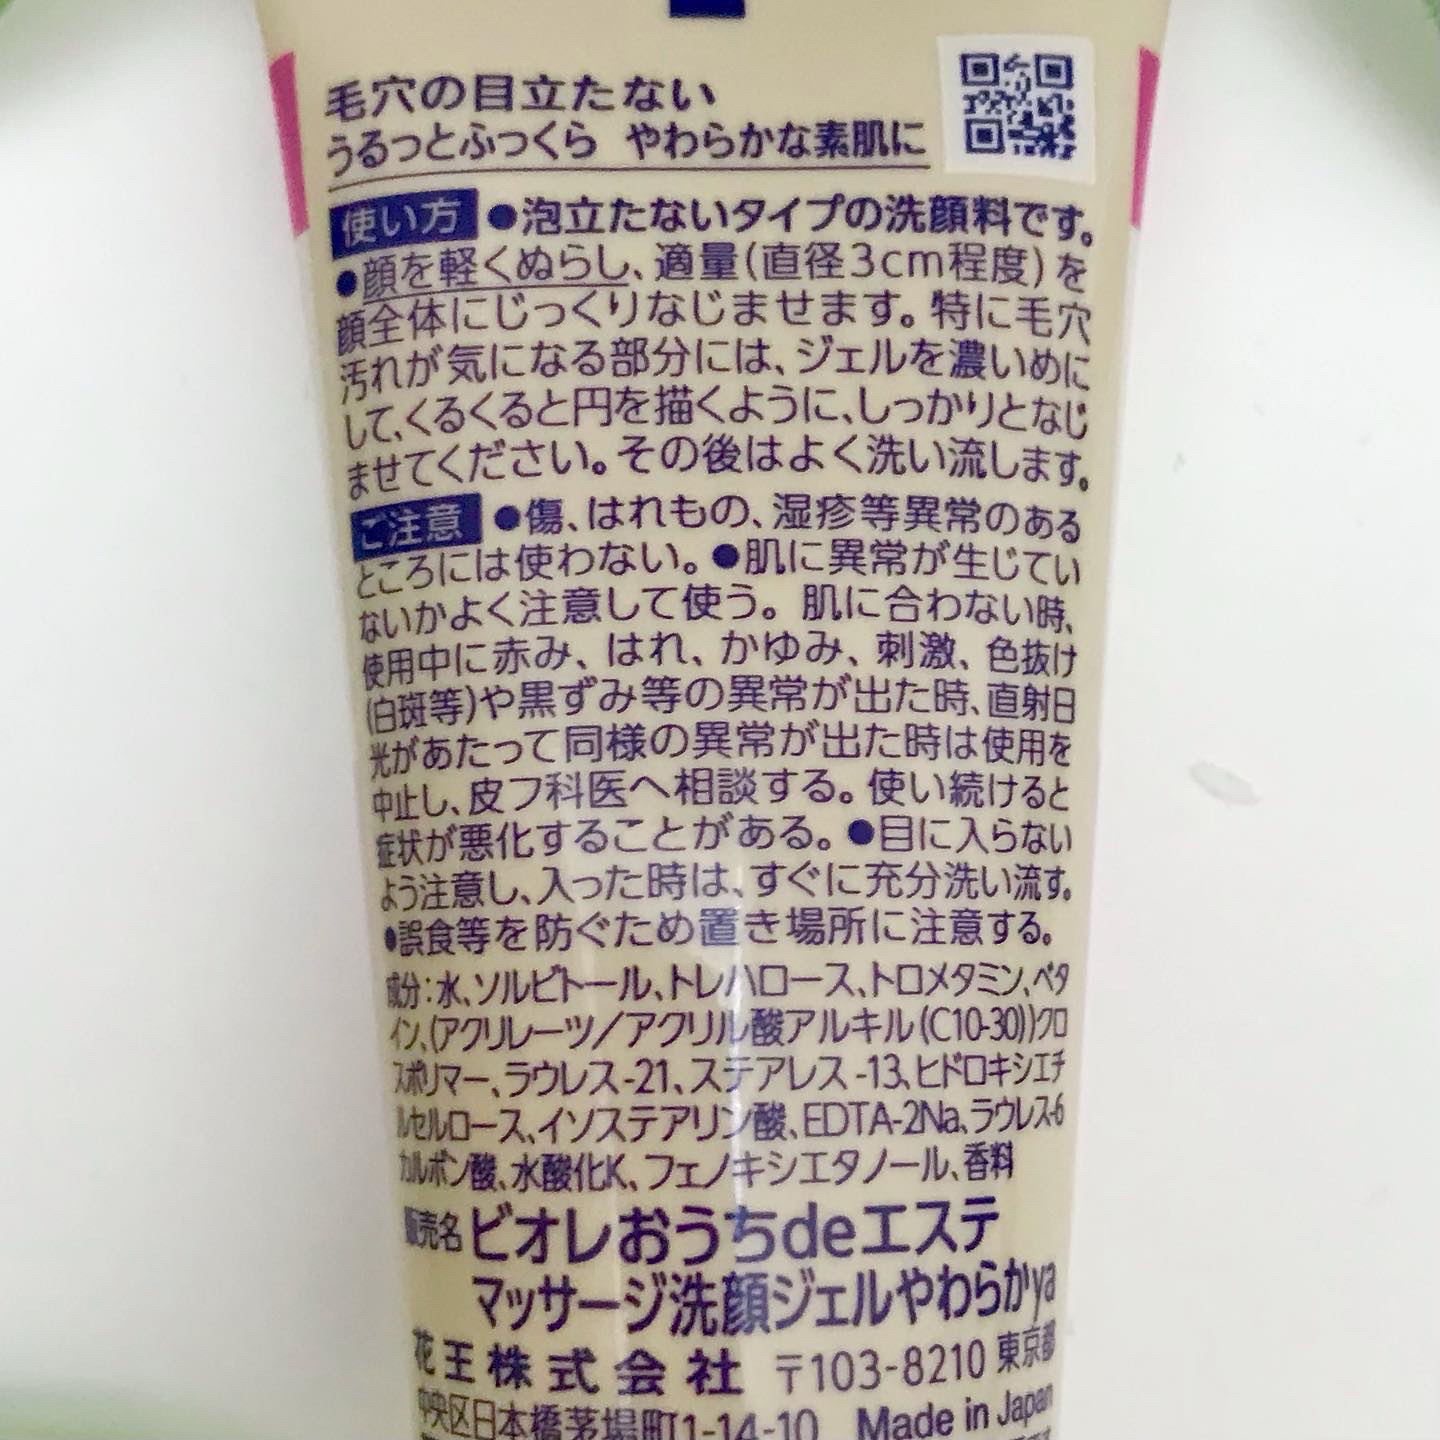 毛穴の目立たない
うるっとふっくら やわらかな素肌に
使い方 ●泡立たないタイプの洗顔料です。
●顔を軽くぬらし、適量(直径3cm程度)を
顔全体にじっくりなじませます。特に毛穴
汚れが気になる部分には、ジェルを濃いめに
して、くるくると円を描くように、しっかりとなじ
ませてください。その後はよく洗い流します。
ご注意 ●傷、はれもの、湿疹等異常のある
ところには使わない。●肌に異常が生じてい
ないかよく注意して使う。肌に合わない時、
使用中に赤み、はれ、かゆみ、刺激、色抜け
(白斑等)や黒ずみ等の異常が出た時、直射日
光があたって同様の異常が出た時は使用を
中止し、皮フ科医へ相談する。使い続けると
症状が悪化することがある。●目に入らない
よう注意し、入った時は、すぐに充分洗い流す。
●誤食等を防ぐため置き場所に注意する。
成分：水、ソルビトール、トレハロース、トロメタミン、ベタ
イン、(アクリレーツ／アクリル酸アルキル(C10-30))クロ
スポリマー、ラウレス-21、ステアレス-13、ヒドロキシエチ
ルセルロース、イソステアリン酸、EDTA-2Na、ラウレス-6
カルボン酸、水酸化K、フェノキシエタノール、香料
販売名 ビオレおうちdeエステ
マッサージ洗顔ジェルやわらかya
花王株式会社 〒103-8210 東京都
中央区日本橋茅場町1-14-10 Made in Japan